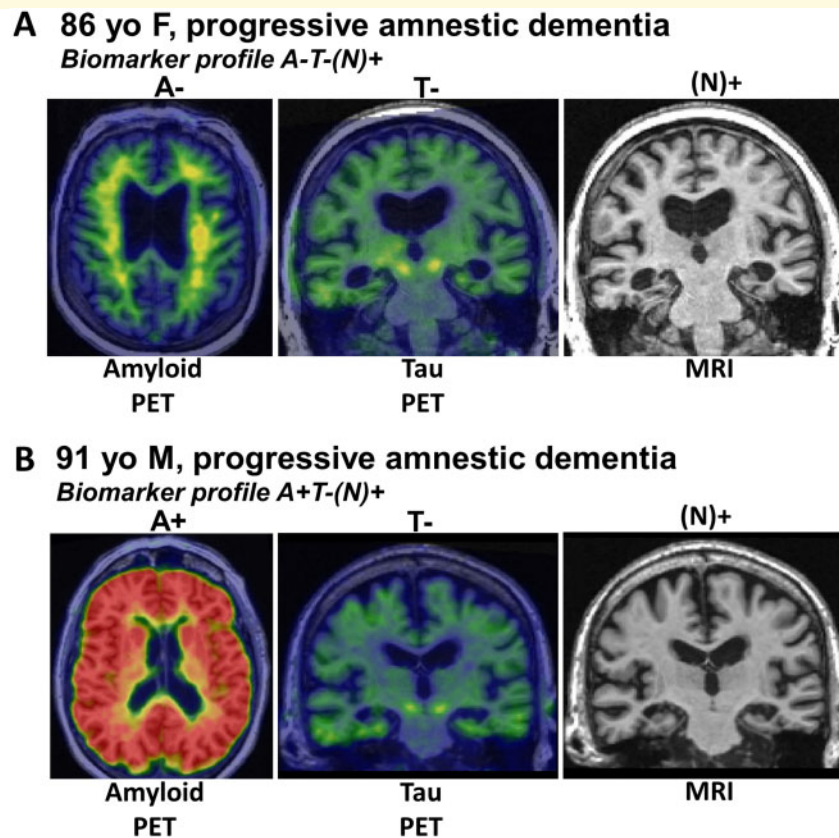 A 86 yo F, progressive amnestic dementia
Biomarker profile A-T-(N)+
A- T- (N)+
Amyloid PET
Tau PET
MRI
B 91 yo M, progressive amnestic dementia
Biomarker profile A+T-(N)+
A+ T- (N)+
Amyloid PET
Tau PET
MRI